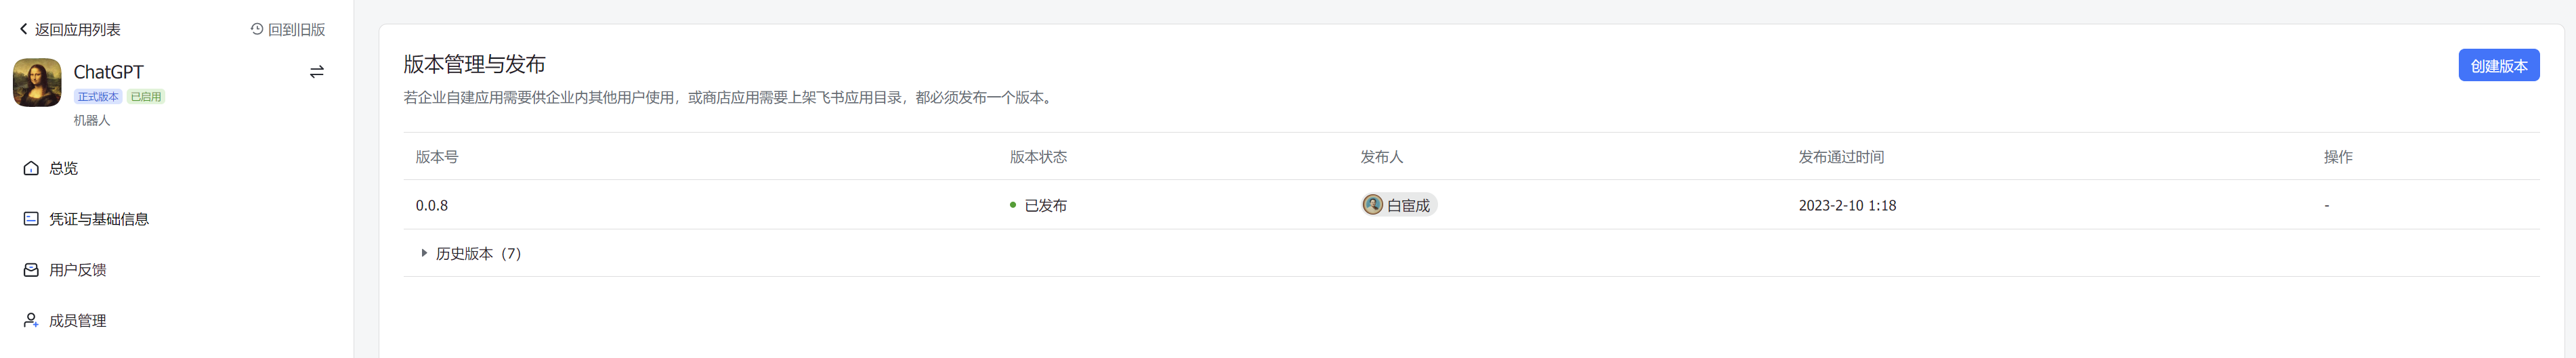 返回应用列表
回到旧版
ChatGPT
正式版本 已启用
机器人
总览
凭证与基础信息
用户反馈
成员管理
版本管理与发布
创建版本
若企业自建应用需要供企业内其他用户使用，或商店应用需要上架飞书应用目录，都必须发布一个版本。
版本号 版本状态 发布人 发布通过时间 操作
0.0.8 已发布 白宦成 2023-2-10 1:18 -
历史版本（7）